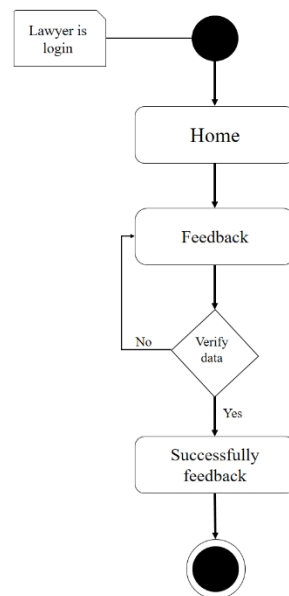 Lawyer is
login
Home
Feedback
Verify
data
No
Yes
Successfully
feedback